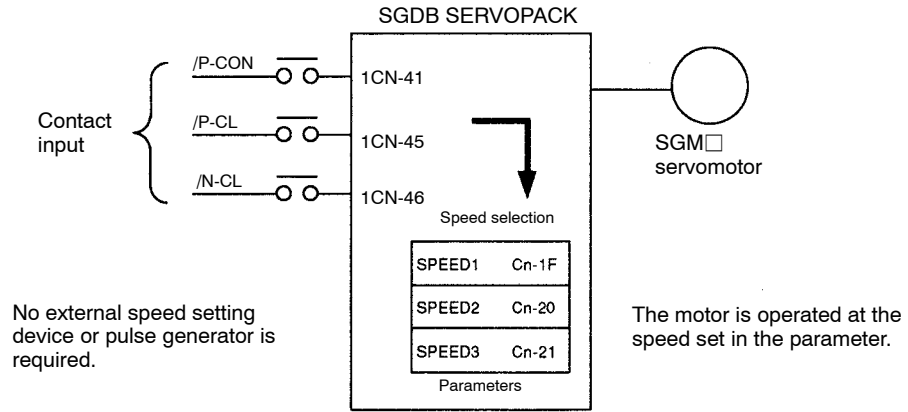 SGDB SERVOPACK
/P-CON
1CN-41
Contact
input
/P-CL
1CN-45
/N-CL
1CN-46
SGM□
servomotor
Speed selection
SPEED1 Cn-1F
SPEED2 Cn-20
SPEED3 Cn-21
Parameters
No external speed setting
device or pulse generator is
required.
The motor is operated at the
speed set in the parameter.